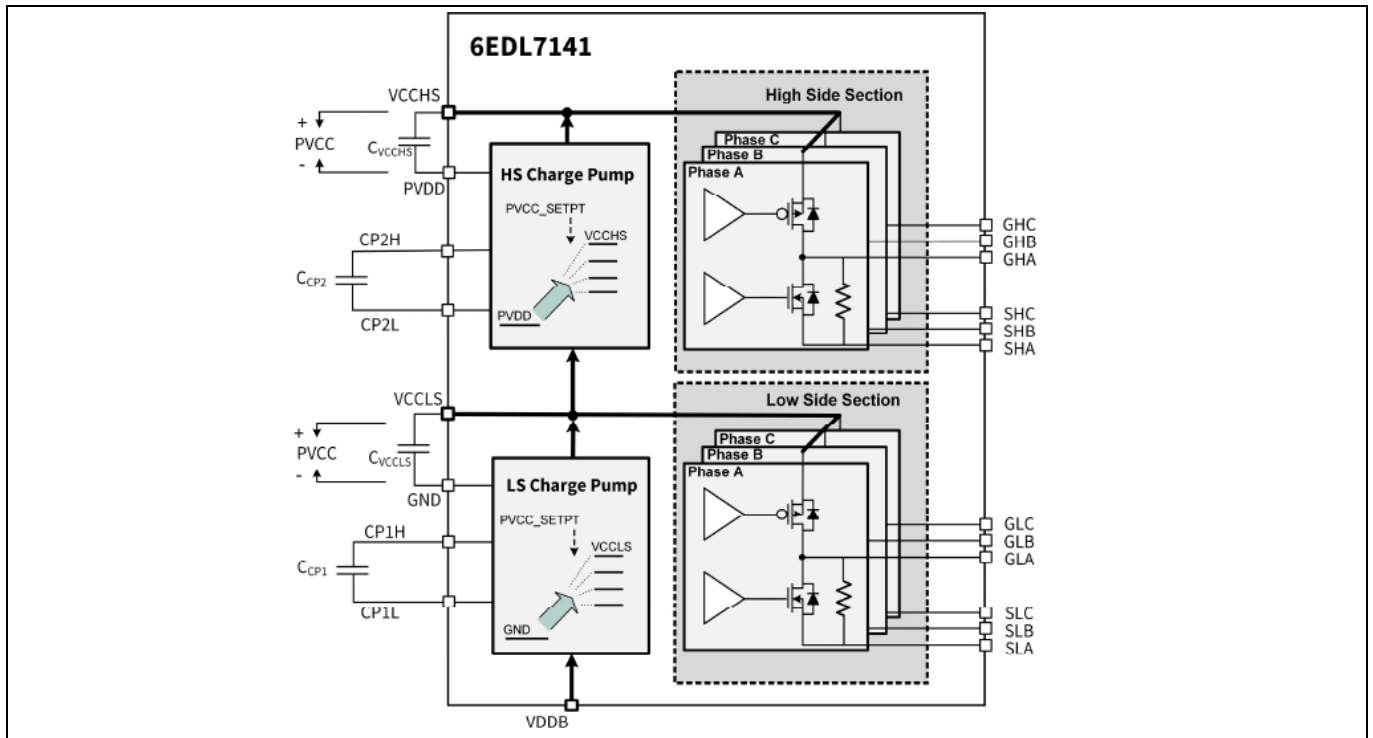 6EDL7141
VCCHS
+
PVCC
-
CVCCHS
PVDD
HS Charge Pump
PVCC_SETPT
VCCHS
PVDD
CP2H
CCP2
CP2L
High Side Section
Phase C
Phase B
Phase A
GHC
GHB
GHA
SHC
SHB
SHA
VCCLS
+
PVCC
-
CVCCLS
GND
LS Charge Pump
PVCC_SETPT
VCCLS
GND
CP1H
CCP1
CP1L
Low Side Section
Phase C
Phase B
Phase A
GLC
GLB
GLA
SLC
SLB
SLA
VDDB